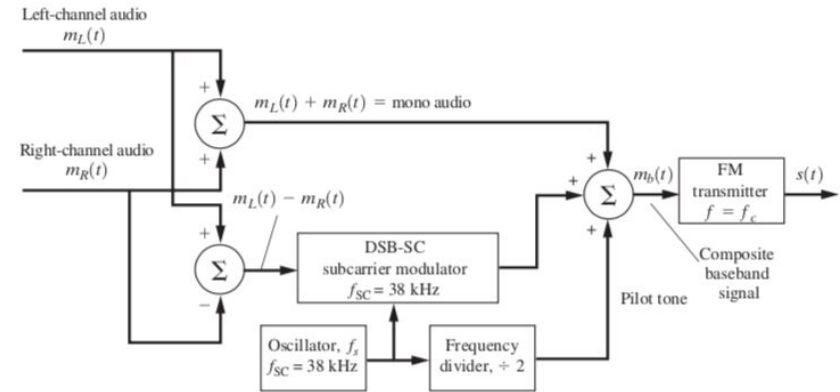 Left-channel audio
m_L(t)
+
Σ
m_L(t) + m_R(t) = mono audio
+
Right-channel audio
m_R(t)
m_L(t) − m_R(t)
+
+
Σ
+
m_b(t)
FM
transmitter
f = f_c
s(t)
+
Σ
−
DSB-SC
subcarrier modulator
f_SC = 38 kHz
Composite
baseband
signal
Pilot tone
Oscillator, f_s
f_SC = 38 kHz
Frequency
divider, ÷ 2